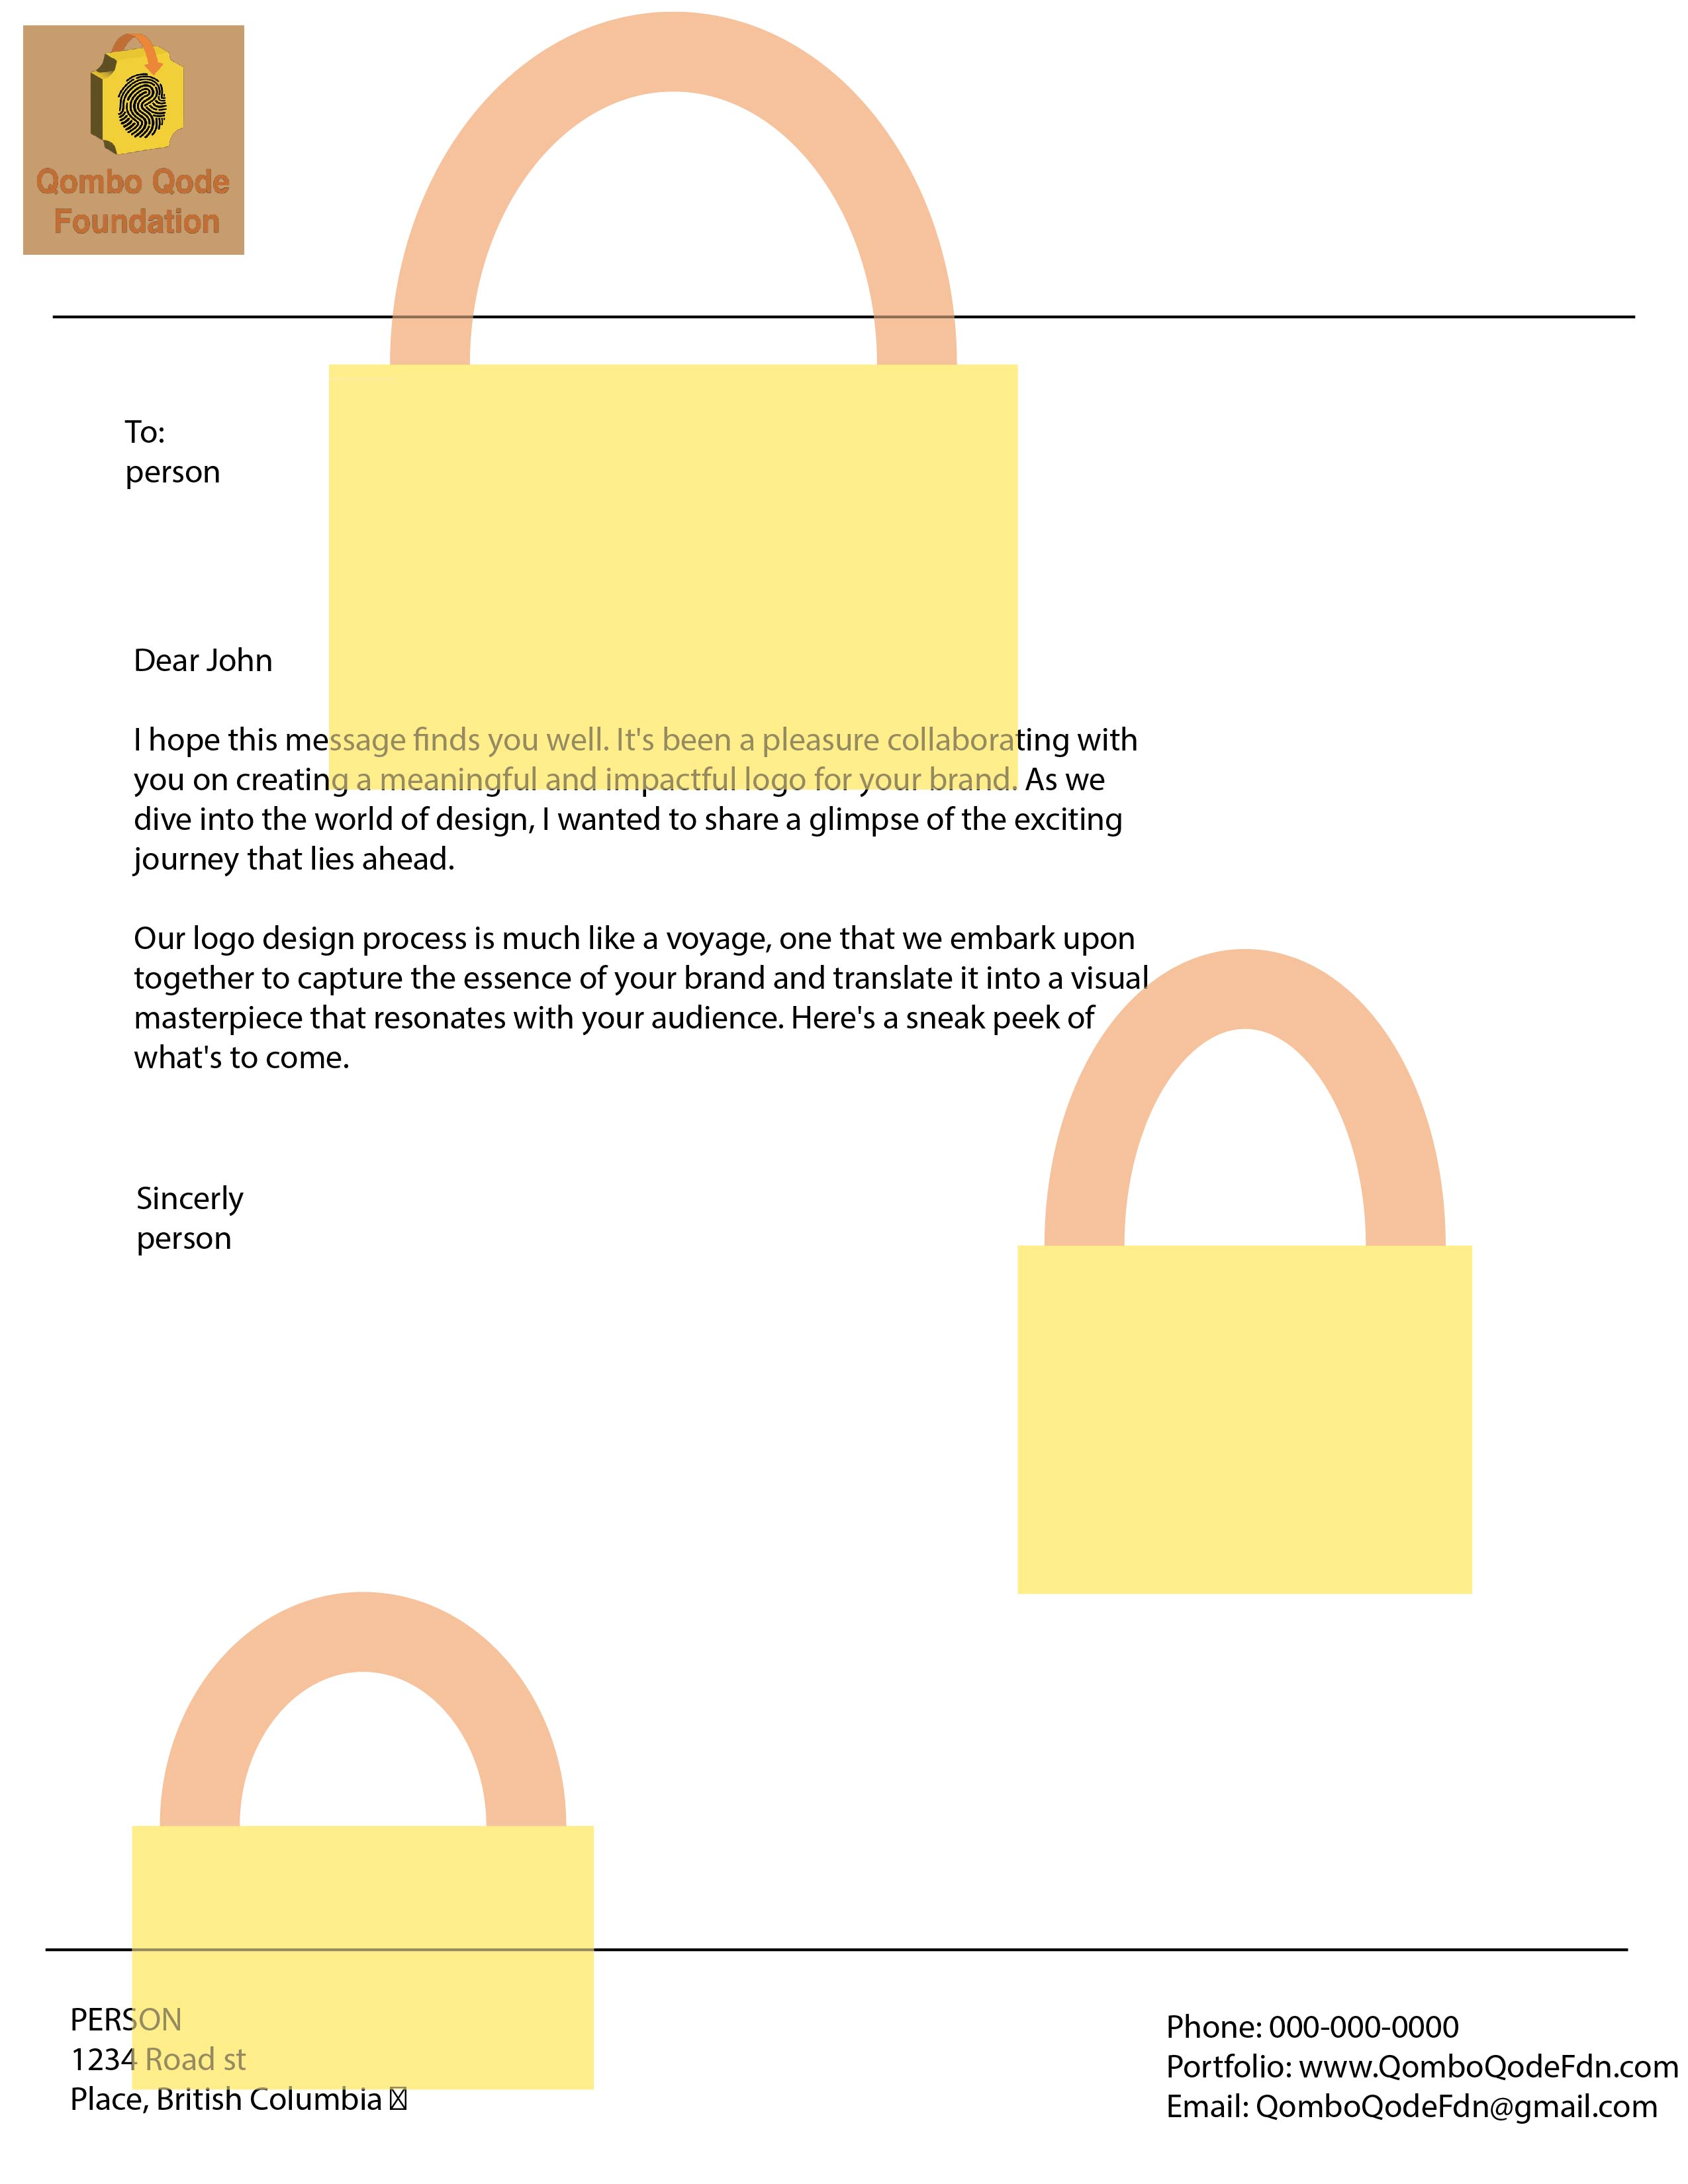 Qombo Qode
Foundation
To:
person
Dear John
I hope this message finds you well. It's been a pleasure collaborating with
you on creating a meaningful and impactful logo for your brand. As we
dive into the world of design, I wanted to share a glimpse of the exciting
journey that lies ahead.
Our logo design process is much like a voyage, one that we embark upon
together to capture the essence of your brand and translate it into a visual
masterpiece that resonates with your audience. Here's a sneak peek of
what's to come.
Sincerly
person
PERSON
1234 Road st
Place, British Columbia
Phone: 000-000-0000
Portfolio: www.QomboQodeFdn.com
Email: QomboQodeFdn@gmail.com